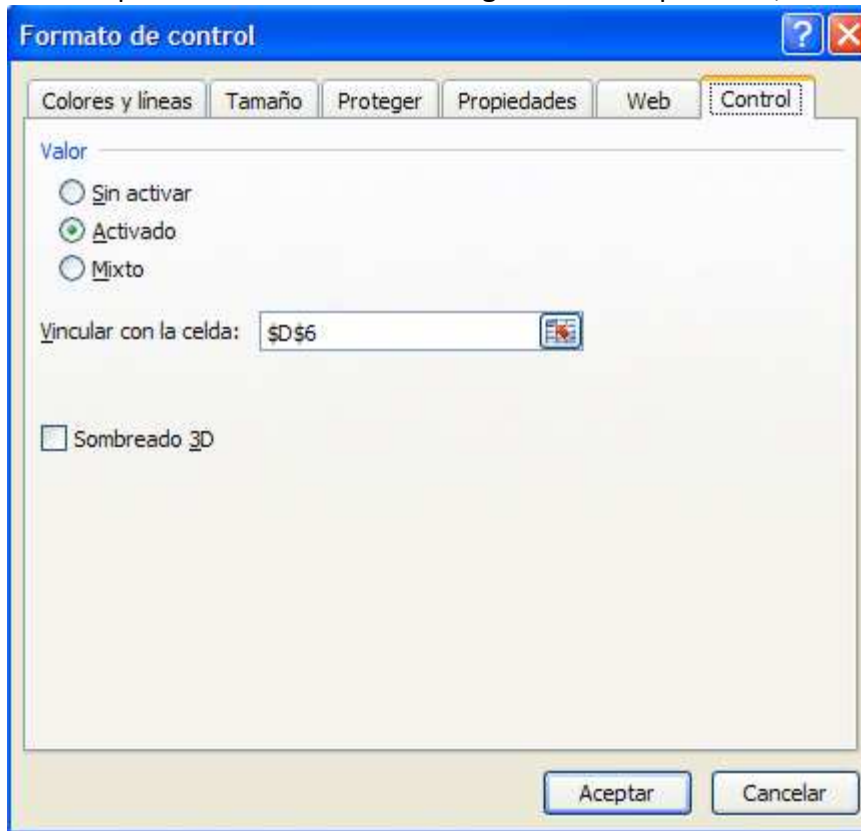 Formato de control
Colores y líneas Tamaño Proteger Propiedades Web Control
Valor
Sin activar
Activado
Mixto
Vincular con la celda: $D$6
Sombreado 3D
Aceptar Cancelar